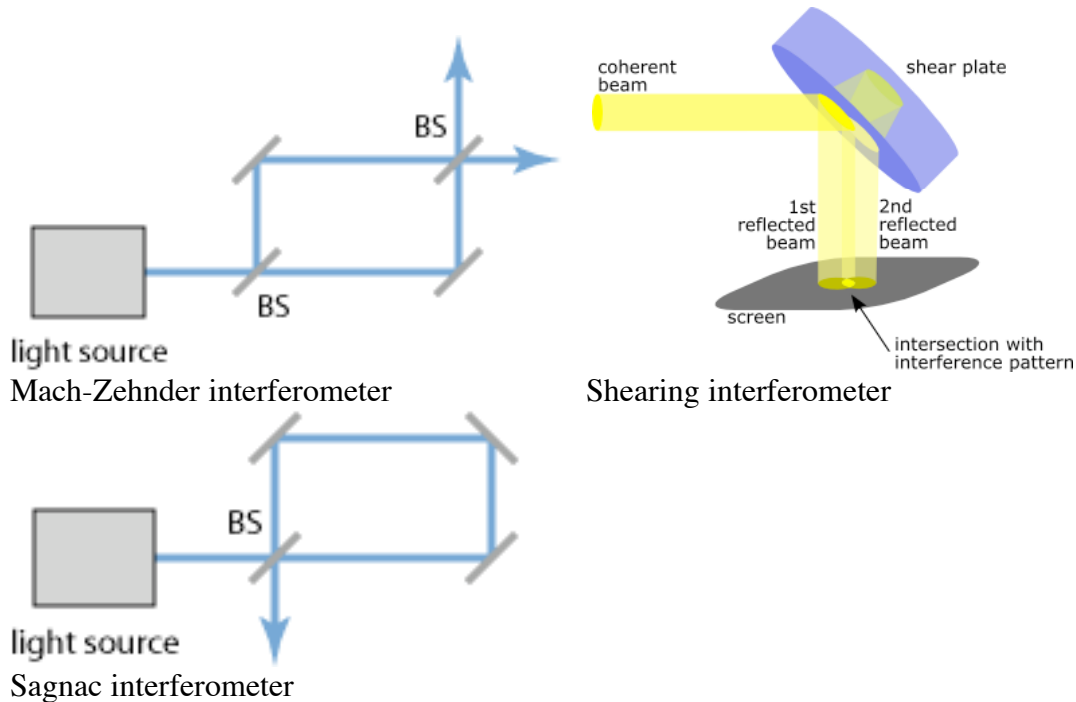 BS
BS
light source
Mach-Zehnder interferometer
coherent
beam
shear plate
1st
reflected
beam
2nd
reflected
beam
screen
intersection with
interference pattern
Shearing interferometer
BS
light source
Sagnac interferometer